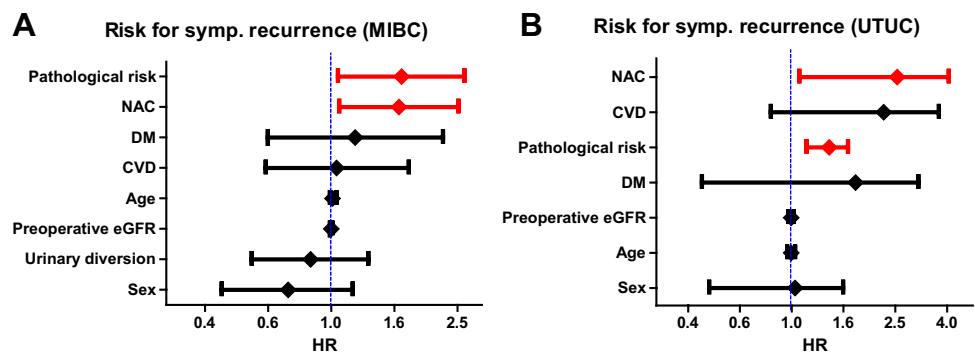 A
Risk for symp. recurrence (MIBC)
Pathological risk
NAC
DM
CVD
Age
Preoperative eGFR
Urinary diversion
Sex
0.4 0.6 1.0 1.6 2.5
HR
B
Risk for symp. recurrence (UTUC)
NAC
CVD
Pathological risk
DM
Preoperative eGFR
Age
Sex
0.4 0.6 1.0 1.6 2.5 4.0
HR